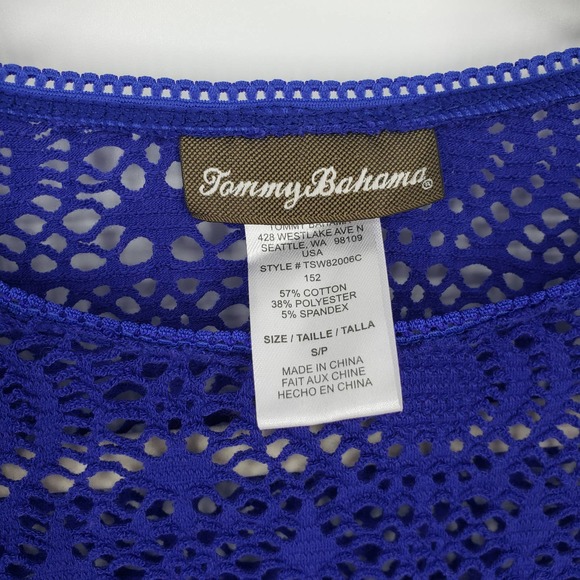 Tommy Bahama®
TOMMY BAHAMA
428 WESTLAKE AVE N
SEATTLE, WA 98109
USA
STYLE # TSW82006C
152
57% COTTON
38% POLYESTER
5% SPANDEX
SIZE / TAILLE / TALLA
S/P
MADE IN CHINA
FAIT AUX CHINE
HECHO EN CHINA